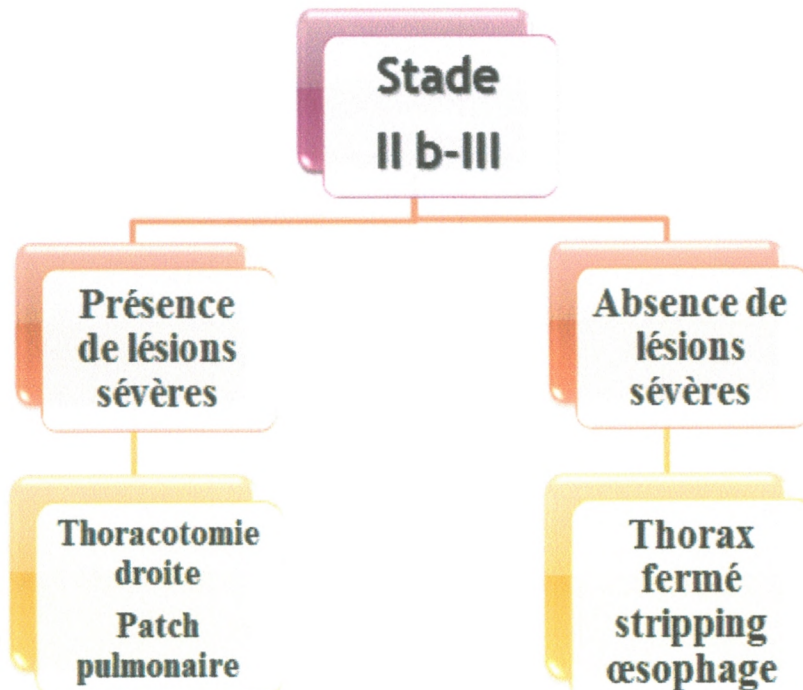 Stade
II b-III
Présence
de lésions
sévères
Absence de
lésions
sévères
Thoracotomie
droite
Patch
pulmonaire
Thorax
fermé
stripping
œsophage